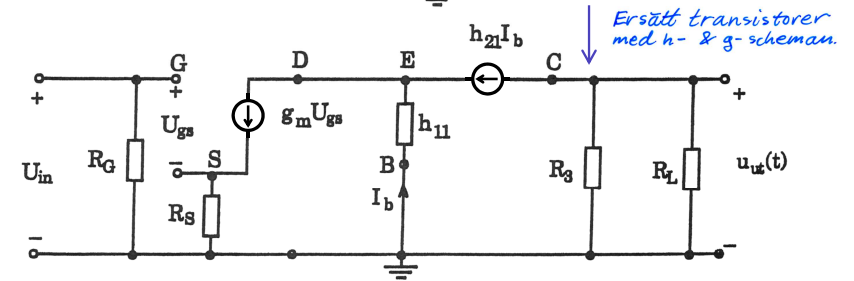 Ersätt transistorer
med h- & g-scheman.
h21Ib
G
D
E
C
+
+
+
Ugs
gmUgs
h11
RG
S
B
Uin
R3
RL
uut(t)
RS
Ib
−
−
−